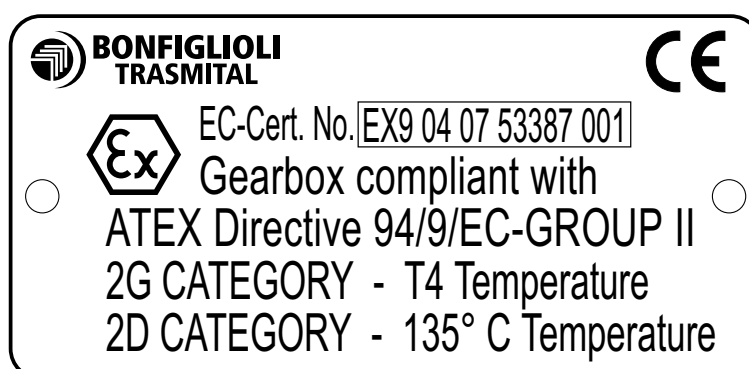 BONFIGLIOLI
TRASMITAL
CE
Ex
EC-Cert. No. EX9 04 07 53387 001
Gearbox compliant with
ATEX Directive 94/9/EC-GROUP II
2G CATEGORY - T4 Temperature
2D CATEGORY - 135° C Temperature